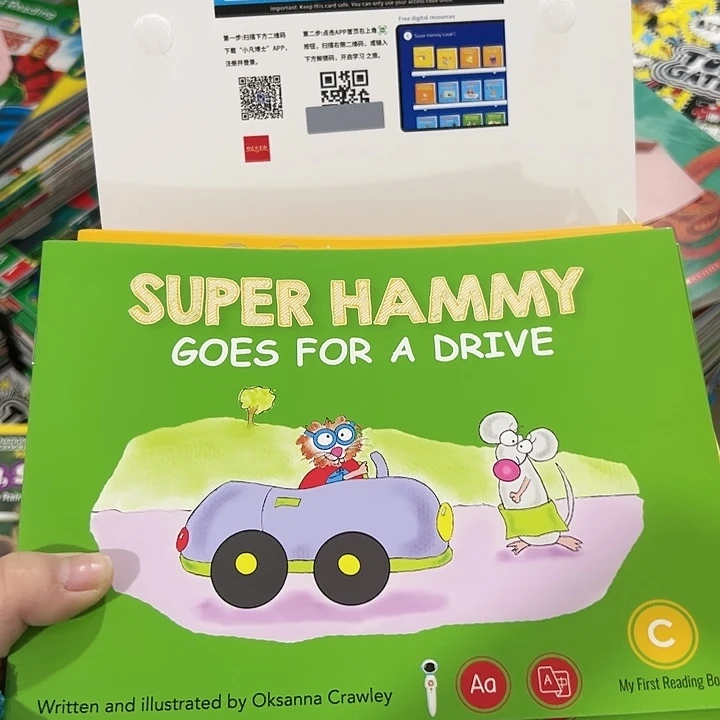 Important: Keep this card safe. You can only use your access code once.
第一步:扫描下方二维码
下载“小凡博士”APP,
注册并登录。
第二步:点击APP首页右上角
按钮,扫描右侧二维码,或输入
下方解锁码,开启学习之旅。
Free digital resources
Super Hammy Level 1
SUPER HAMMY
GOES FOR A DRIVE
Written and illustrated by Oksanna Crawley
Aa
A
C
My First Reading Bo